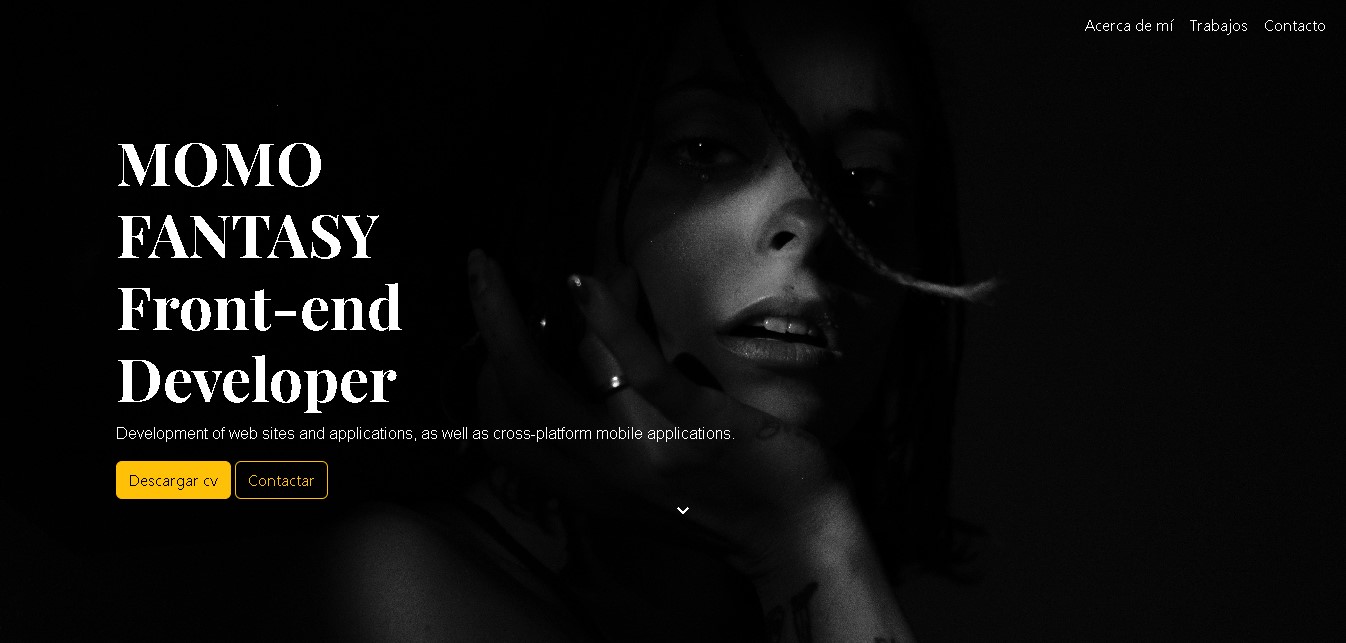 Acerca de mí Trabajos Contacto
MOMO
FANTASY
Front-end
Developer
Development of web sites and applications, as well as cross-platform mobile applications.
Descargar cv Contactar